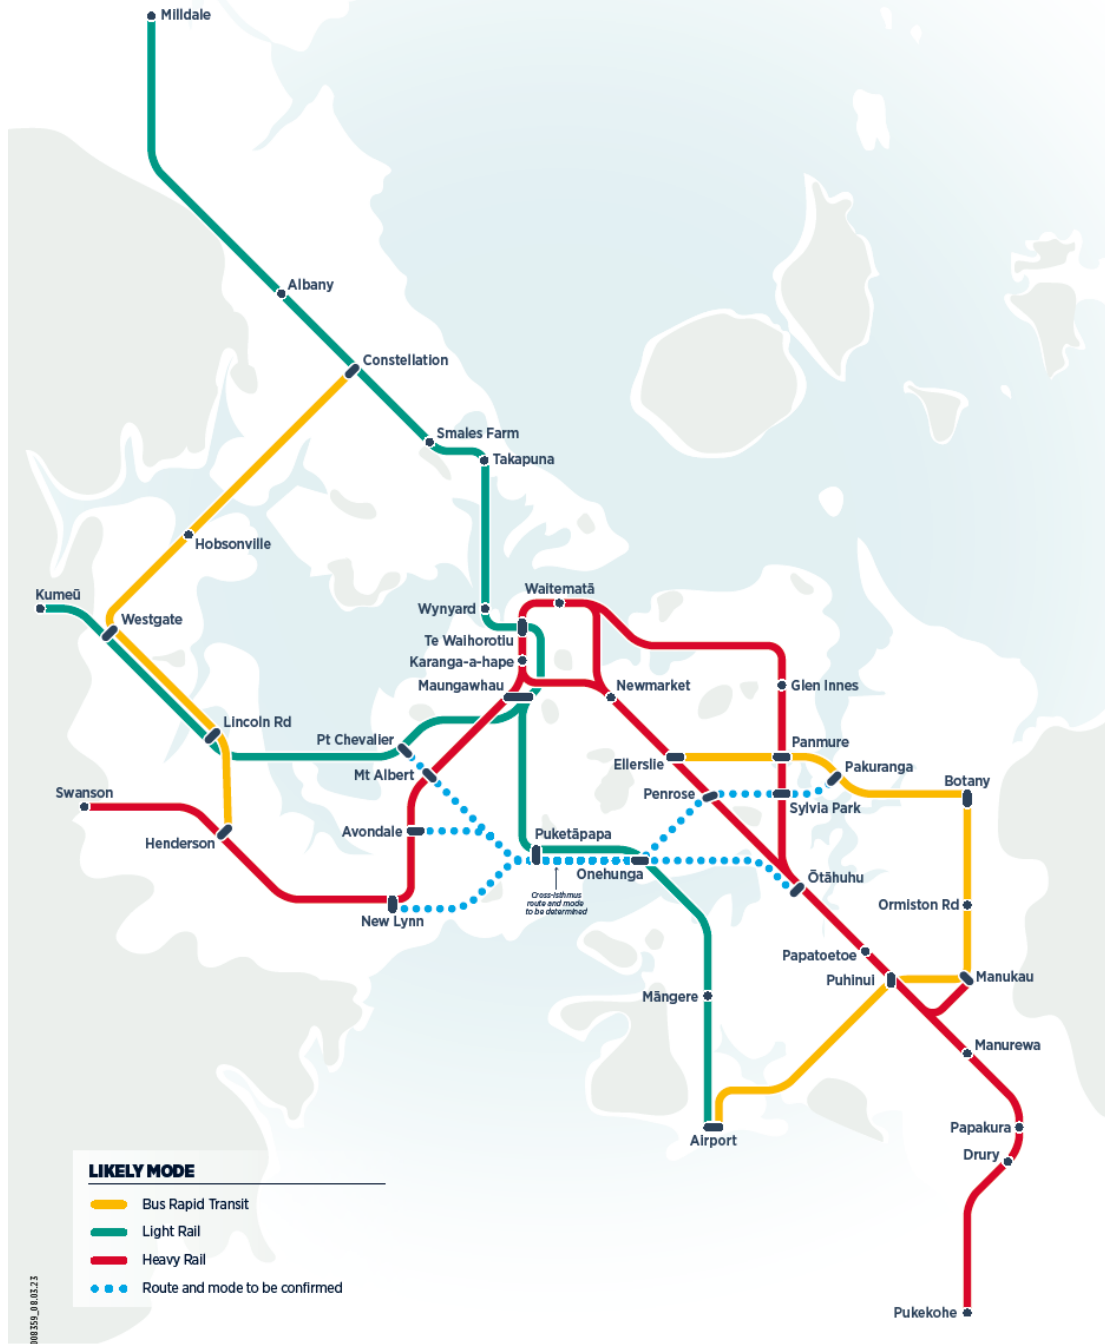 Milldale
Albany
Constellation
Smales Farm
Takapuna
Hobsonville
Kumeū
Westgate
Waitematā
Wynyard
Te Waihorotiu
Karanga-a-hape
Maungawhau
Newmarket
Glen Innes
Lincoln Rd
Pt Chevalier
Mt Albert
Ellerslie
Panmure
Pakuranga
Botany
Swanson
Penrose
Sylvia Park
Henderson
Avondale
Puketāpapa
Onehunga
Ōtāhuhu
Cross-isthmus
route and mode
to be determined
New Lynn
Ormiston Rd
Papatoetoe
Puhinui
Manukau
Māngere
Manurewa
Airport
Papakura
Drury
Pukekohe
LIKELY MODE
Bus Rapid Transit
Light Rail
Heavy Rail
Route and mode to be confirmed
008359_08.03.23